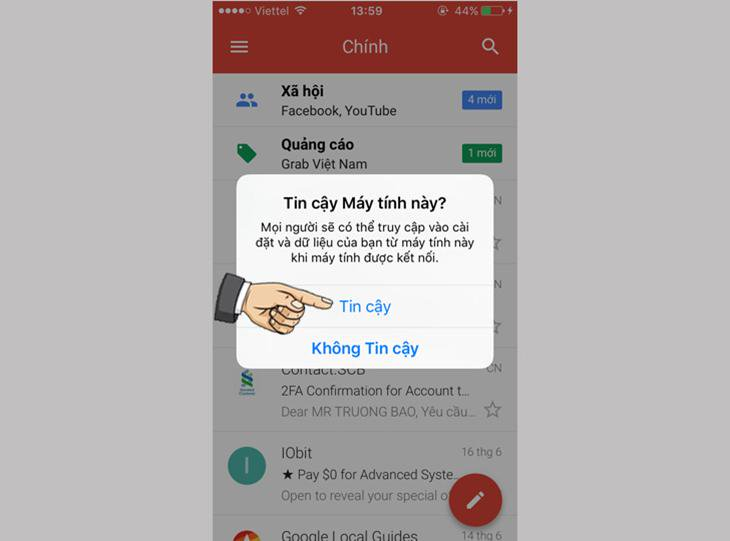 Viettel 13:59 44%
Chính
Xã hội
Facebook, YouTube
4 mới
Quảng cáo
Grab Việt Nam
1 mới
Tin cậy Máy tính này?
Mọi người sẽ có thể truy cập vào cài
đặt và dữ liệu của bạn từ máy tính này
khi máy tính được kết nối.
Tin cậy
Không Tin cậy
Contact.SCB
CN
2FA Confirmation for Account t...
Dear MR TRUONG BAO, Yêu cầu...
I
IObit
16 thg 6
★ Pay $0 for Advanced Syste...
Open to reveal your special o
Google Local Guides
14 thg 6